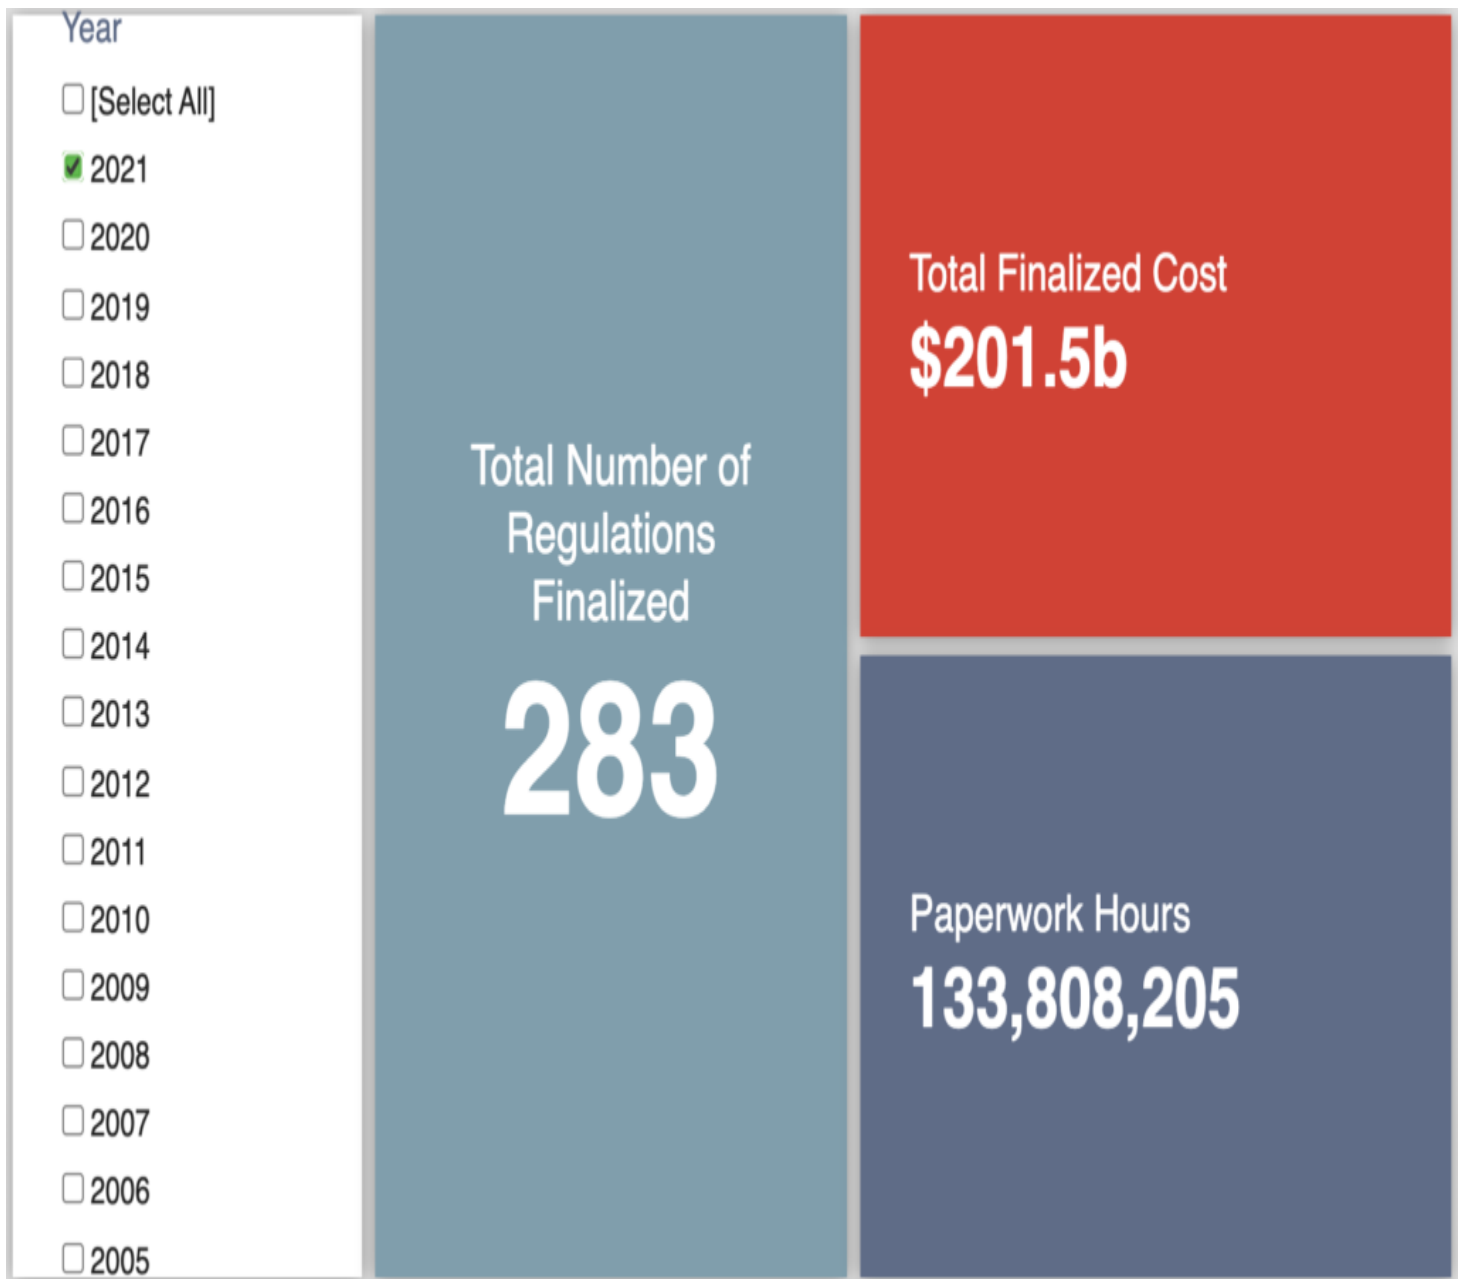 Year
[Select All]
2021
2020
2019
2018
2017
2016
2015
2014
2013
2012
2011
2010
2009
2008
2007
2006
2005
Total Number of
Regulations
Finalized
283
Total Finalized Cost
$201.5b
Paperwork Hours
133,808,205